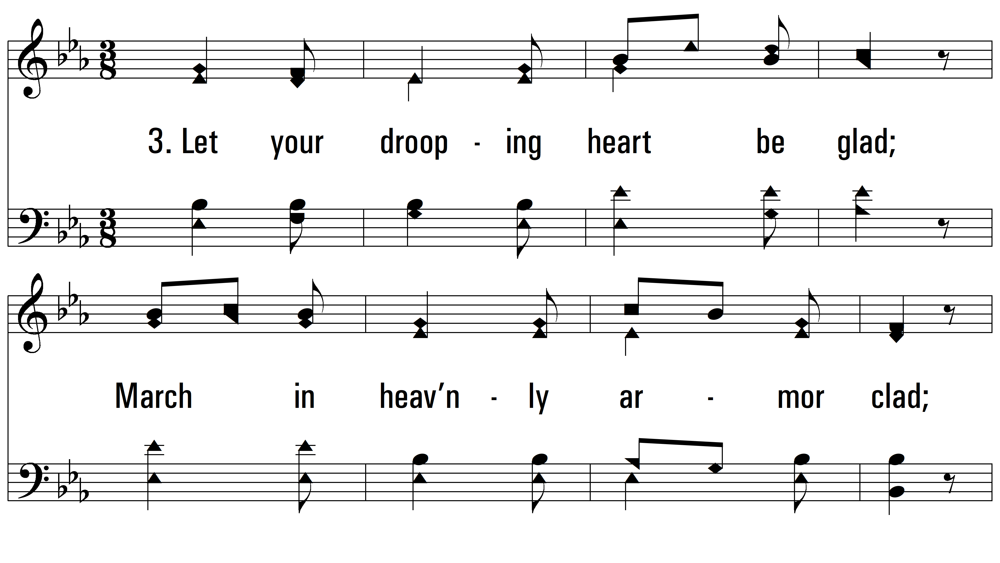 3. Let your droop - ing heart be glad;
March in heav’n - ly ar - mor clad;